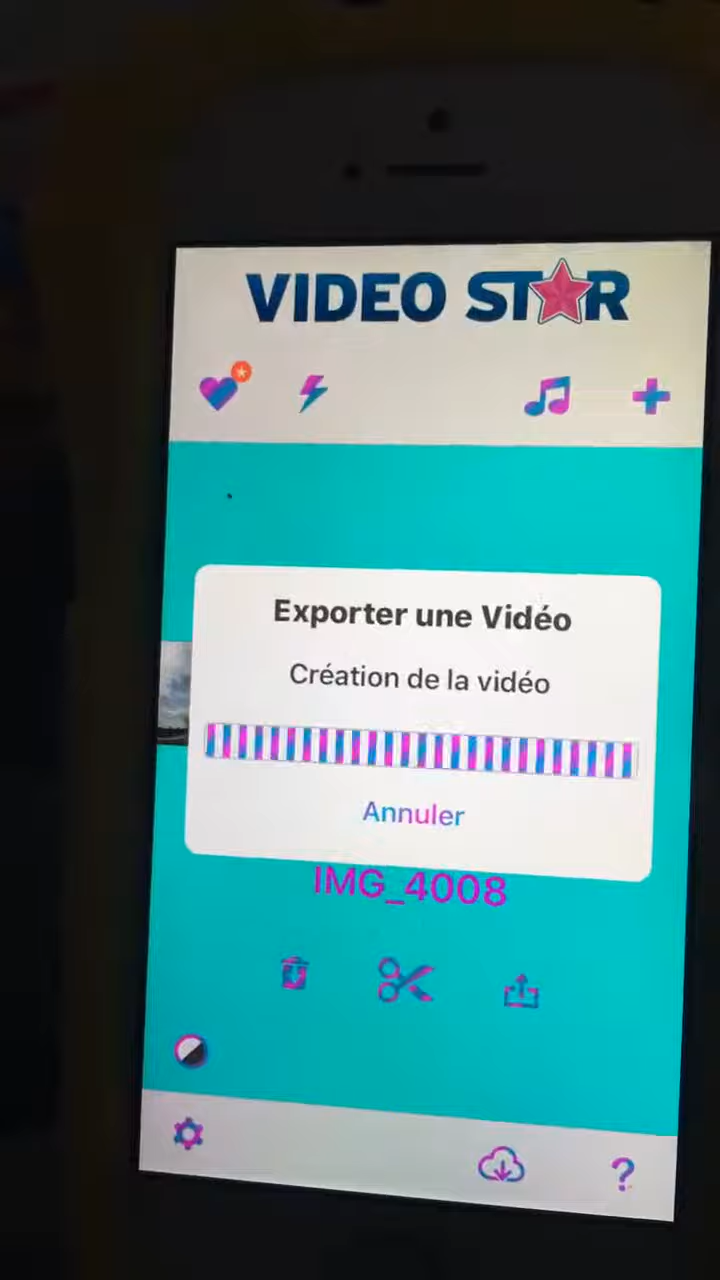 VIDEO STAR
Exporter une Vidéo
Création de la vidéo
Annuler
IMG_4008
?